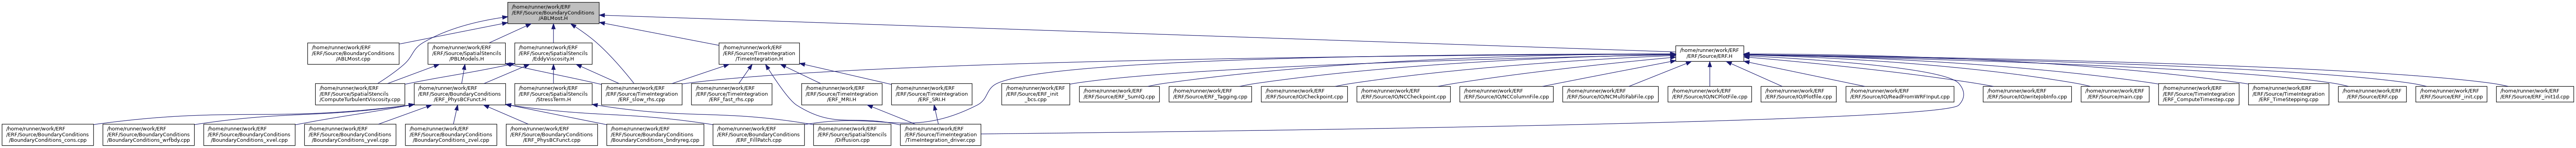 /home/runner/work/ERF
/ERF/Source/BoundaryConditions
/ABLMost.H
/home/runner/work/ERF
/ERF/Source/BoundaryConditions
/ABLMost.cpp
/home/runner/work/ERF
/ERF/Source/SpatialStencils
/PBLModels.H
/home/runner/work/ERF
/ERF/Source/SpatialStencils
/EddyViscosity.H
/home/runner/work/ERF
/ERF/Source/TimeIntegration
/TimeIntegration.H
/home/runner/work/ERF
/ERF/Source/ERF.H
/home/runner/work/ERF
/ERF/Source/SpatialStencils
/ComputeTurbulentViscosity.cpp
/home/runner/work/ERF
/ERF/Source/BoundaryConditions
/ERF_PhysBCFunct.H
/home/runner/work/ERF
/ERF/Source/SpatialStencils
/StressTerm.H
/home/runner/work/ERF
/ERF/Source/TimeIntegration
/ERF_slow_rhs.cpp
/home/runner/work/ERF
/ERF/Source/TimeIntegration
/ERF_fast_rhs.cpp
/home/runner/work/ERF
/ERF/Source/TimeIntegration
/ERF_MRI.H
/home/runner/work/ERF
/ERF/Source/TimeIntegration
/ERF_SRI.H
/home/runner/work/ERF
/ERF/Source/ERF_init
_bcs.cpp
/home/runner/work/ERF
/ERF/Source/ERF_SumIQ.cpp
/home/runner/work/ERF
/ERF/Source/ERF_Tagging.cpp
/home/runner/work/ERF
/ERF/Source/IO/Checkpoint.cpp
/home/runner/work/ERF
/ERF/Source/IO/NCCheckpoint.cpp
/home/runner/work/ERF
/ERF/Source/IO/NCColumnFile.cpp
/home/runner/work/ERF
/ERF/Source/IO/NCMultiFabFile.cpp
/home/runner/work/ERF
/ERF/Source/IO/NCPlotFile.cpp
/home/runner/work/ERF
/ERF/Source/IO/Plotfile.cpp
/home/runner/work/ERF
/ERF/Source/IO/ReadFromWRFInput.cpp
/home/runner/work/ERF
/ERF/Source/IO/writeJobInfo.cpp
/home/runner/work/ERF
/ERF/Source/main.cpp
/home/runner/work/ERF
/ERF/Source/TimeIntegration
/ERF_ComputeTimestep.cpp
/home/runner/work/ERF
/ERF/Source/TimeIntegration
/ERF_TimeStepping.cpp
/home/runner/work/ERF
/ERF/Source/ERF.cpp
/home/runner/work/ERF
/ERF/Source/ERF_init.cpp
/home/runner/work/ERF
/ERF/Source/ERF_init1d.cpp
/home/runner/work/ERF
/ERF/Source/BoundaryConditions
/BoundaryConditions_cons.cpp
/home/runner/work/ERF
/ERF/Source/BoundaryConditions
/BoundaryConditions_wrfbdy.cpp
/home/runner/work/ERF
/ERF/Source/BoundaryConditions
/BoundaryConditions_xvel.cpp
/home/runner/work/ERF
/ERF/Source/BoundaryConditions
/BoundaryConditions_yvel.cpp
/home/runner/work/ERF
/ERF/Source/BoundaryConditions
/BoundaryConditions_zvel.cpp
/home/runner/work/ERF
/ERF/Source/BoundaryConditions
/ERF_PhysBCFunct.cpp
/home/runner/work/ERF
/ERF/Source/BoundaryConditions
/BoundaryConditions_bndryreg.cpp
/home/runner/work/ERF
/ERF/Source/BoundaryConditions
/ERF_FillPatch.cpp
/home/runner/work/ERF
/ERF/Source/SpatialStencils
/Diffusion.cpp
/home/runner/work/ERF
/ERF/Source/TimeIntegration
/TimeIntegration_driver.cpp